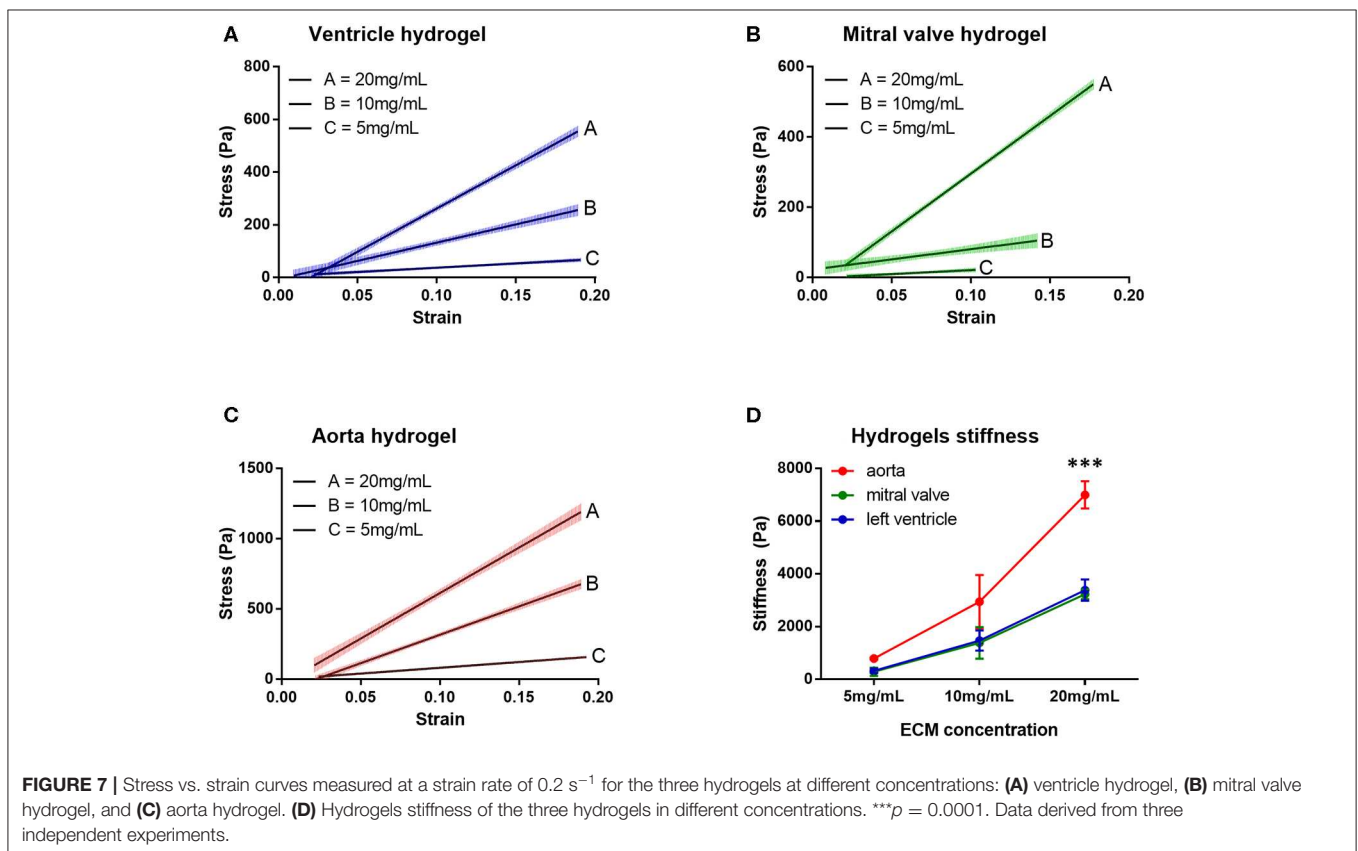 A
Ventricle hydrogel
Stress (Pa)
800
600
400
200
0
A = 20mg/mL
B = 10mg/mL
C = 5mg/mL
A
B
C
0.00 0.05 0.10 0.15 0.20
Strain
B
Mitral valve hydrogel
Stress (Pa)
600
400
200
0
A = 20mg/mL
B = 10mg/mL
C = 5mg/mL
A
B
C
0.00 0.05 0.10 0.15 0.20
Strain
C
Aorta hydrogel
Stress (Pa)
1500
1000
500
0
A = 20mg/mL
B = 10mg/mL
C = 5mg/mL
A
B
C
0.00 0.05 0.10 0.15 0.20
Strain
D
Hydrogels stiffness
Stiffness (Pa)
8000
6000
4000
2000
0
aorta
mitral valve
left ventricle
***
5mg/mL 10mg/mL 20mg/mL
ECM concentration
FIGURE 7 | Stress vs. strain curves measured at a strain rate of 0.2 s⁻¹ for the three hydrogels at different concentrations: (A) ventricle hydrogel, (B) mitral valve
hydrogel, and (C) aorta hydrogel. (D) Hydrogels stiffness of the three hydrogels in different concentrations. ***p = 0.0001. Data derived from three
independent experiments.